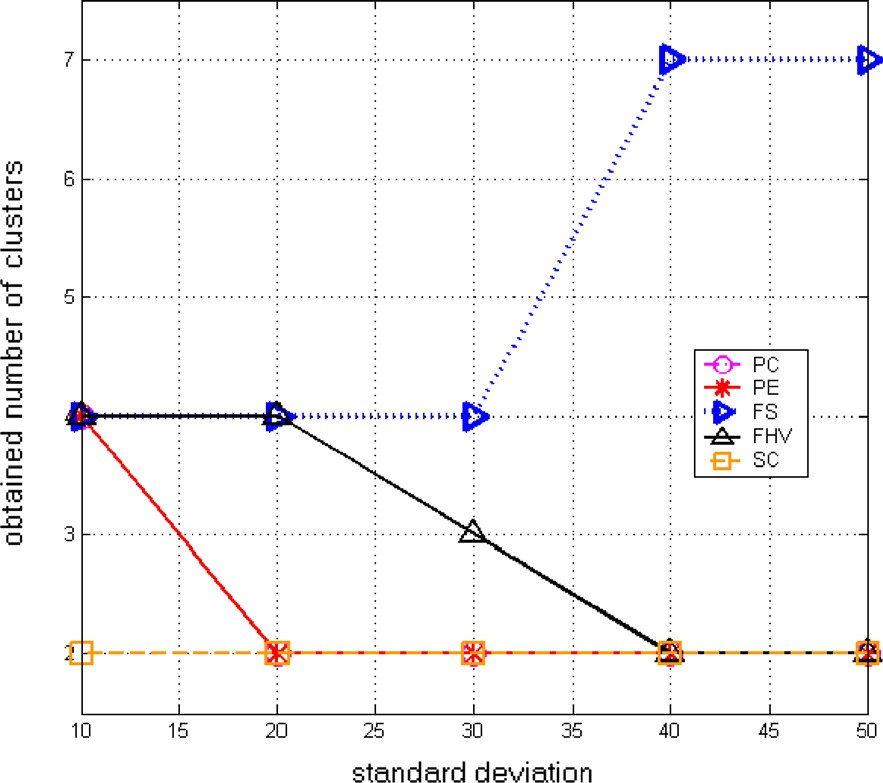 7
6
5
4
3
2
10 15 20 25 30 35 40 45 50
obtained number of clusters
standard deviation
PC
PE
FS
FHV
SC